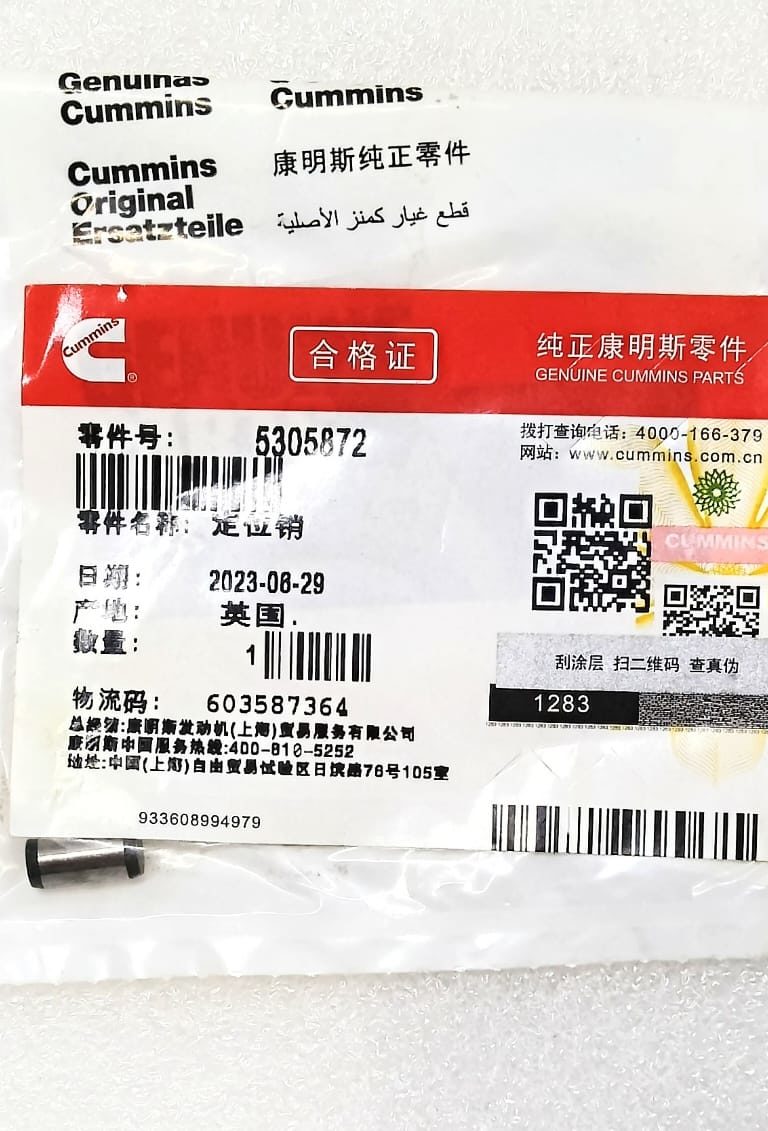 Genuinas
Cummins
Cummins
Cummins
Original
Ersatzteile
康明斯纯正零件
قطع غيار كمنز الأصلية
Cummins
合格证
纯正康明斯零件
GENUINE CUMMINS PARTS
零件号: 5305872
零件名称: 定位销
日期: 2023-08-29
产地: 英国.
数量: 1
物流码: 603587364
总经销:康明斯发动机(上海)贸易服务有限公司
康明斯中国服务热线:400-810-5252
地址:中国(上海)自由贸易试验区日滨路76号105室
933608994979
拨打查询电话: 4000-166-379
网站: www.cummins.com.cn
CUMMINS
刮涂层 扫二维码 查真伪
1283